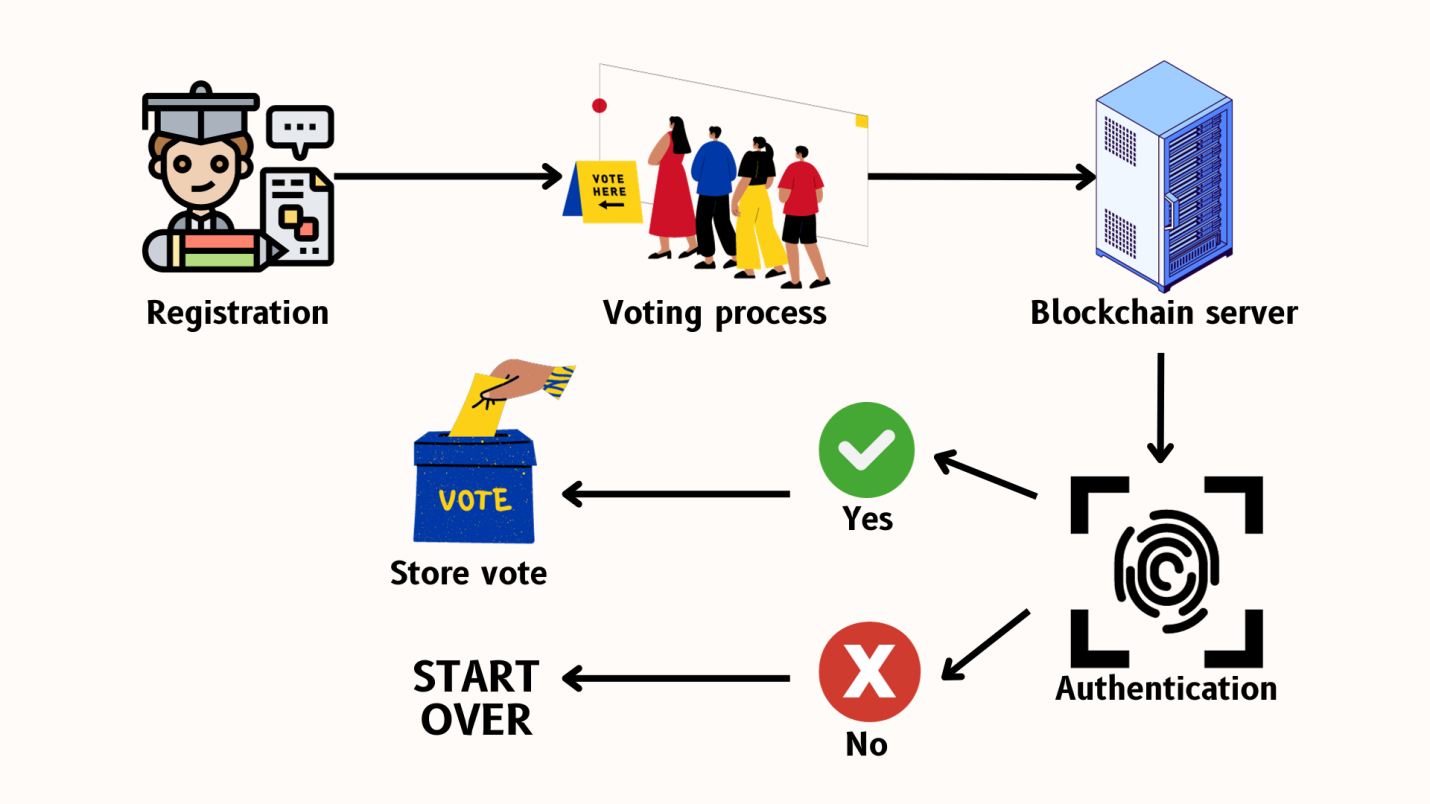 VOTE
HERE
Registration
Voting process
Blockchain server
VOTE
Yes
Store vote
START
OVER
No
Authentication